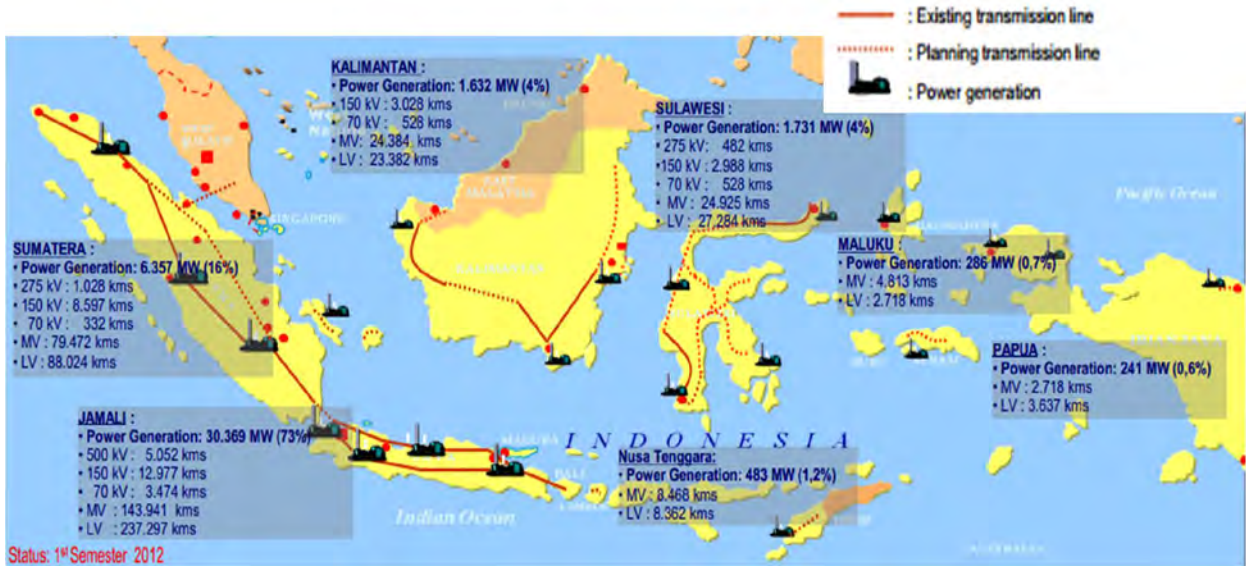 : Existing transmission line
: Planning transmission line
: Power generation
KALIMANTAN :
• Power Generation: 1.632 MW (4%)
• 150 kV : 3.028 kms
• 70 kV : 528 kms
• MV: 24.384 kms
• LV : 23.382 kms
SULAWESI :
• Power Generation: 1.731 MW (4%)
• 275 kV: 482 kms
•150 kV : 2.988 kms
• 70 kV : 528 kms
• MV : 24.925 kms
• LV : 27,284 kms
Pacific Ocean
SINGAPORE
SUMATERA :
• Power Generation: 6.357 MW (16%)
• 275 kV : 1.028 kms
• 150 kV : 8.597 kms
• 70 kV : 332 kms
• MV : 79.472 kms
• LV : 88.024 kms
KALIMANTAN
MALUKU :
• Power Generation: 286 MW (0,7%)
• MV : 4.813 kms
• LV : 2.718 kms
PAPUA :
• Power Generation: 241 MW (0,6%)
• MV : 2.718 kms
• LV : 3.637 kms
JAMALI :
• Power Generation: 30.369 MW (73%)
• 500 kV : 5.052 kms
• 150 kV : 12.977 kms
• 70 kV : 3.474 kms
• MV : 143.941 kms
• LV : 237.297 kms
MADURA
INDONESIA
BALI
Nusa Tenggara:
• Power Generation: 483 MW (1,2%)
• MV : 8.468 kms
• LV : 8.362 kms
Indian Ocean
Status: 1st Semester 2012